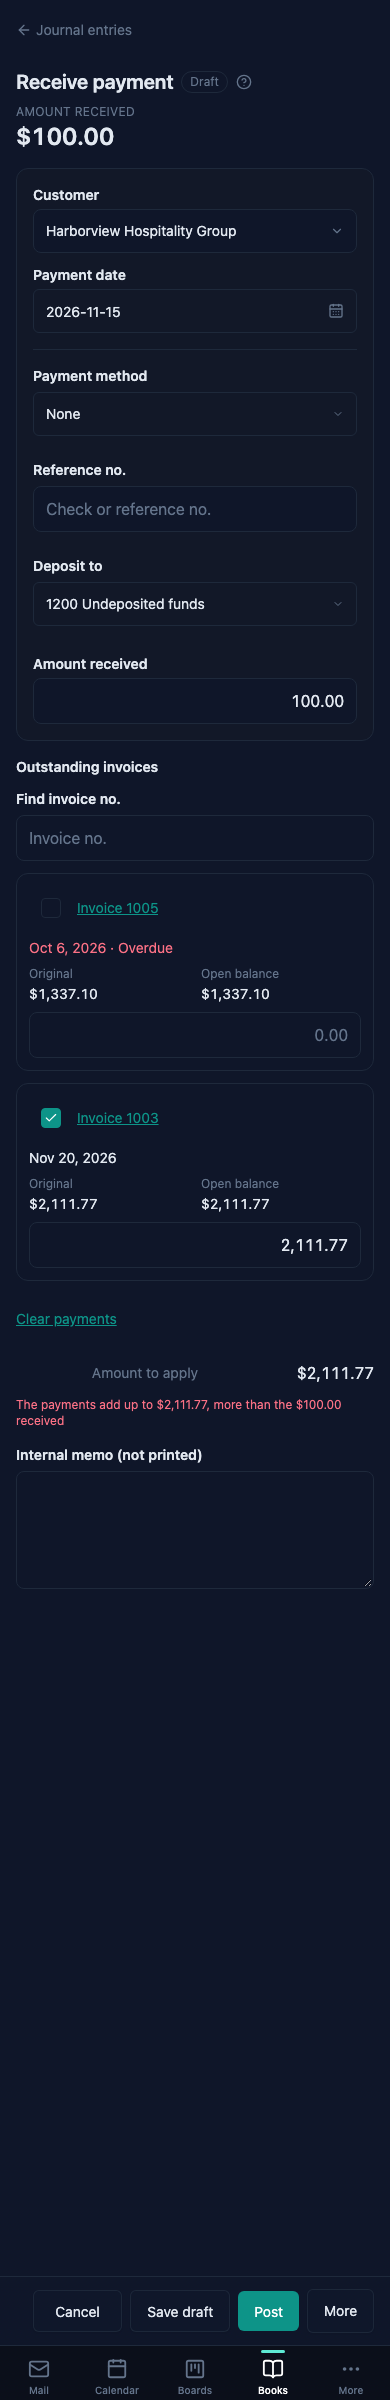 Journal entries
Receive payment
Draft
AMOUNT RECEIVED
$100.00
Customer
Harborview Hospitality Group
Payment date
2026-11-15
Payment method
None
Reference no.
Check or reference no.
Deposit to
1200 Undeposited funds
Amount received
100.00
Outstanding invoices
Find invoice no.
Invoice no.
Invoice 1005
Oct 6, 2026 · Overdue
Original Open balance
$1,337.10 $1,337.10
0.00
Invoice 1003
Nov 20, 2026
Original Open balance
$2,111.77 $2,111.77
2,111.77
Clear payments
Amount to apply $2,111.77
The payments add up to $2,111.77, more than the $100.00
received
Internal memo (not printed)
Cancel Save draft Post More
Mail Calendar Boards Books More